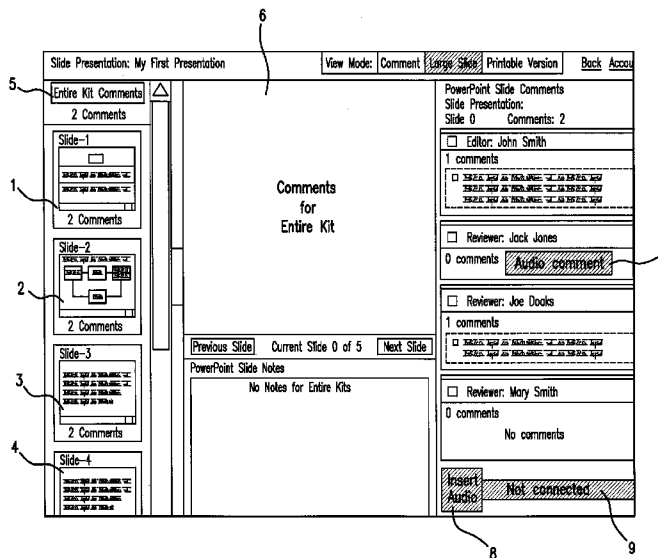 6
Slide Presentation: My First Presentation
View Mode: Comment Large Slide Printable Version Back Accou
5
Entire Kit Comments
2 Comments
Slide-1
1
2 Comments
Slide-2
2
2 Comments
Slide-3
3
2 Comments
4
Slide-4
Comments
for
Entire Kit
Previous Slide Current Slide 0 of 5 Next Slide
PowerPoint Slide Notes
No Notes for Entire Kits
PowerPoint Slide Comments
Slide Presentation:
Slide 0 Comments: 2
Editor: John Smith
1 comments
Reviewer: Jack Jones
0 comments Audio comment
Reviewer: Joe Doaks
1 comments
Reviewer: Mary Smith
0 comments
No comments
Insert
Audio
Not connected
8
9